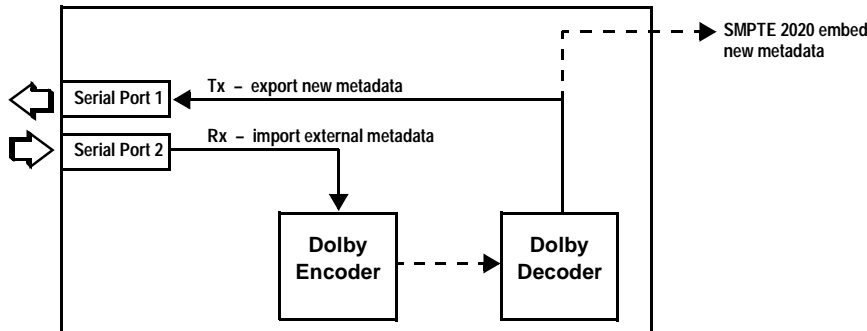 SMPTE 2020 embed
new metadata
Tx – export new metadata
Serial Port 1
Rx – import external metadata
Serial Port 2
Dolby
Encoder
Dolby
Decoder